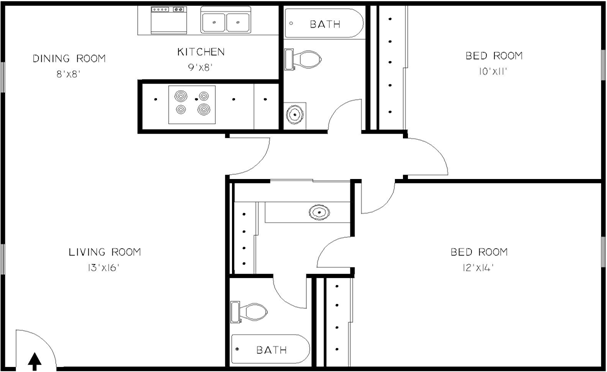 BATH
KITCHEN
9'x8'
DINING ROOM
8'x8'
BED ROOM
10'x11'
LIVING ROOM
13'x16'
BED ROOM
12'x14'
BATH